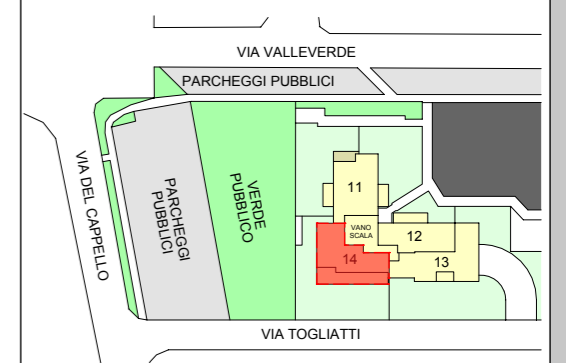 VIA VALLEVERDE
PARCHEGGI PUBBLICI
VIA DEL CAPPELLO
PARCHEGGI
PUBBLICI
VERDE
PUBBLICO
11
VANO
SCALA
12
14
13
VIA TOGLIATTI